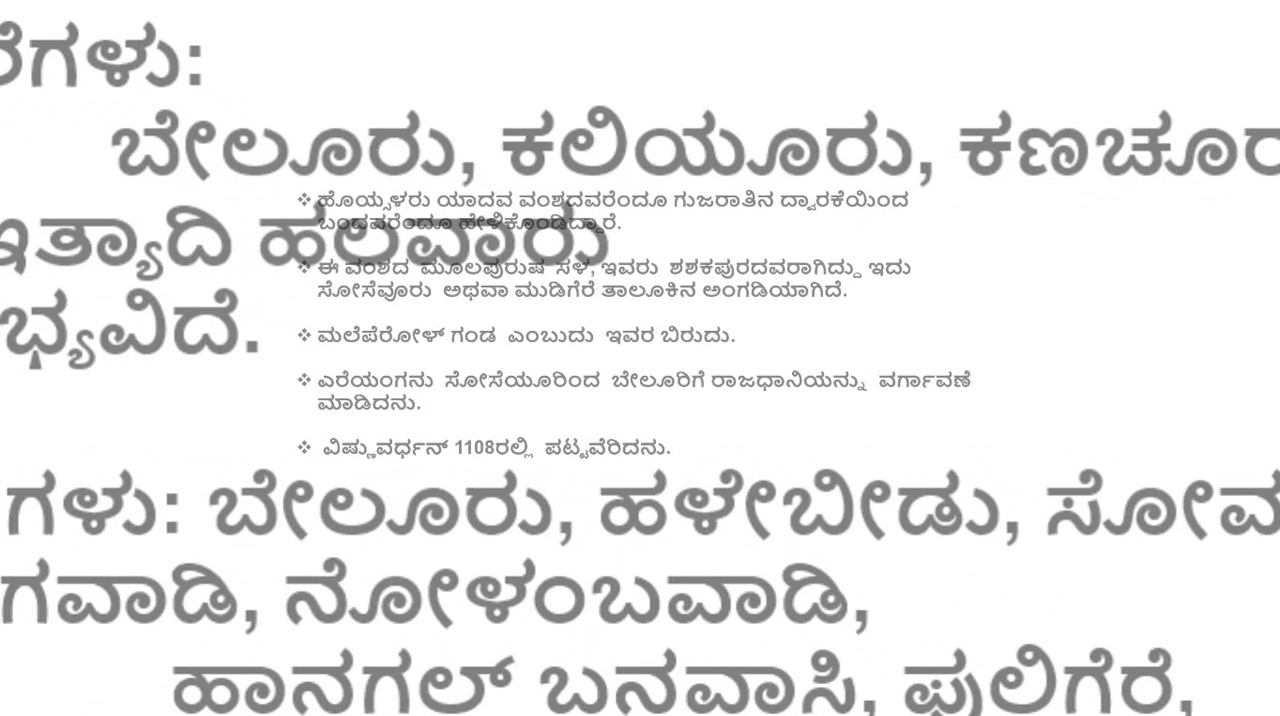 ರೆಗಳು:
ಬೇಲೂರು, ಕಲಿಯೂರು, ಕಣಚೂರ
❖ ಹೊಯ್ಸಳರು ಯಾದವ ವಂಶದವರೆಂದೂ ಗುಜರಾತಿನ ದ್ವಾರಕೆಯಿಂದ
ಬಂದವರೆಂದೂ ಹೇಳಿಕೊಂಡಿದ್ದಾರೆ.
ಇತ್ಯಾದಿ ಹಲವಾರು
❖ ಈ ವಂಶದ ಮೂಲಪುರುಷ ಸಳ, ಇವರು ಶಶಕಪುರದವರಾಗಿದ್ದು ಇದು
ಸೋಸೆವೂರು ಅಥವಾ ಮುಡಿಗೆರೆ ತಾಲೂಕಿನ ಅಂಗಡಿಯಾಗಿದೆ.
ಭ್ಯವಿದೆ.
❖ ಮಲೆಪೆರೋಳ್ ಗಂಡ ಎಂಬುದು ಇವರ ಬಿರುದು.
❖ ಎರೆಯಂಗನು ಸೋಸೆಯೂರಿಂದ ಬೇಲೂರಿಗೆ ರಾಜಧಾನಿಯನ್ನು ವರ್ಗಾವಣೆ
ಮಾಡಿದನು.
❖ ವಿಷ್ಣುವರ್ಧನ್ 1108ರಲ್ಲಿ ಪಟ್ಟವೆರಿದನು.
ಗಳು: ಬೇಲೂರು, ಹಳೇಬೀಡು, ಸೋಮ
ಗವಾಡಿ, ನೋಳಂಬವಾಡಿ,
ಹಾನಗಲ್ ಬನವಾಸಿ, ಪುಲಿಗೆರೆ,